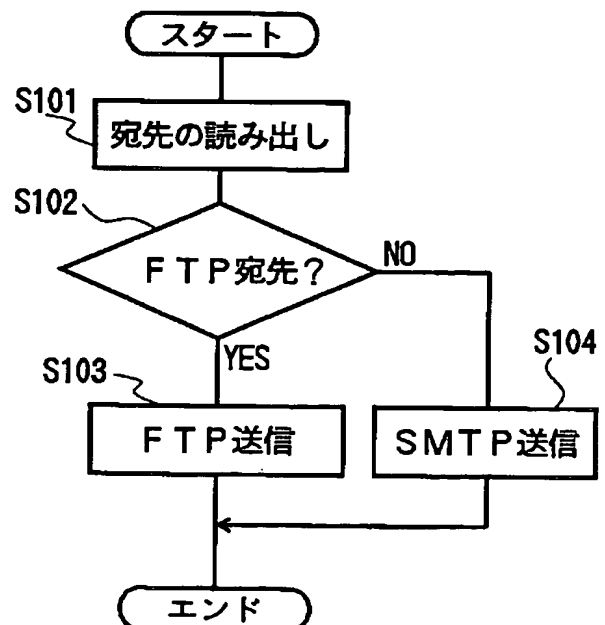 スタート
S101
宛先の読み出し
S102
ＦＴＰ宛先？
NO
YES
S103
S104
ＦＴＰ送信
ＳＭＴＰ送信
エンド